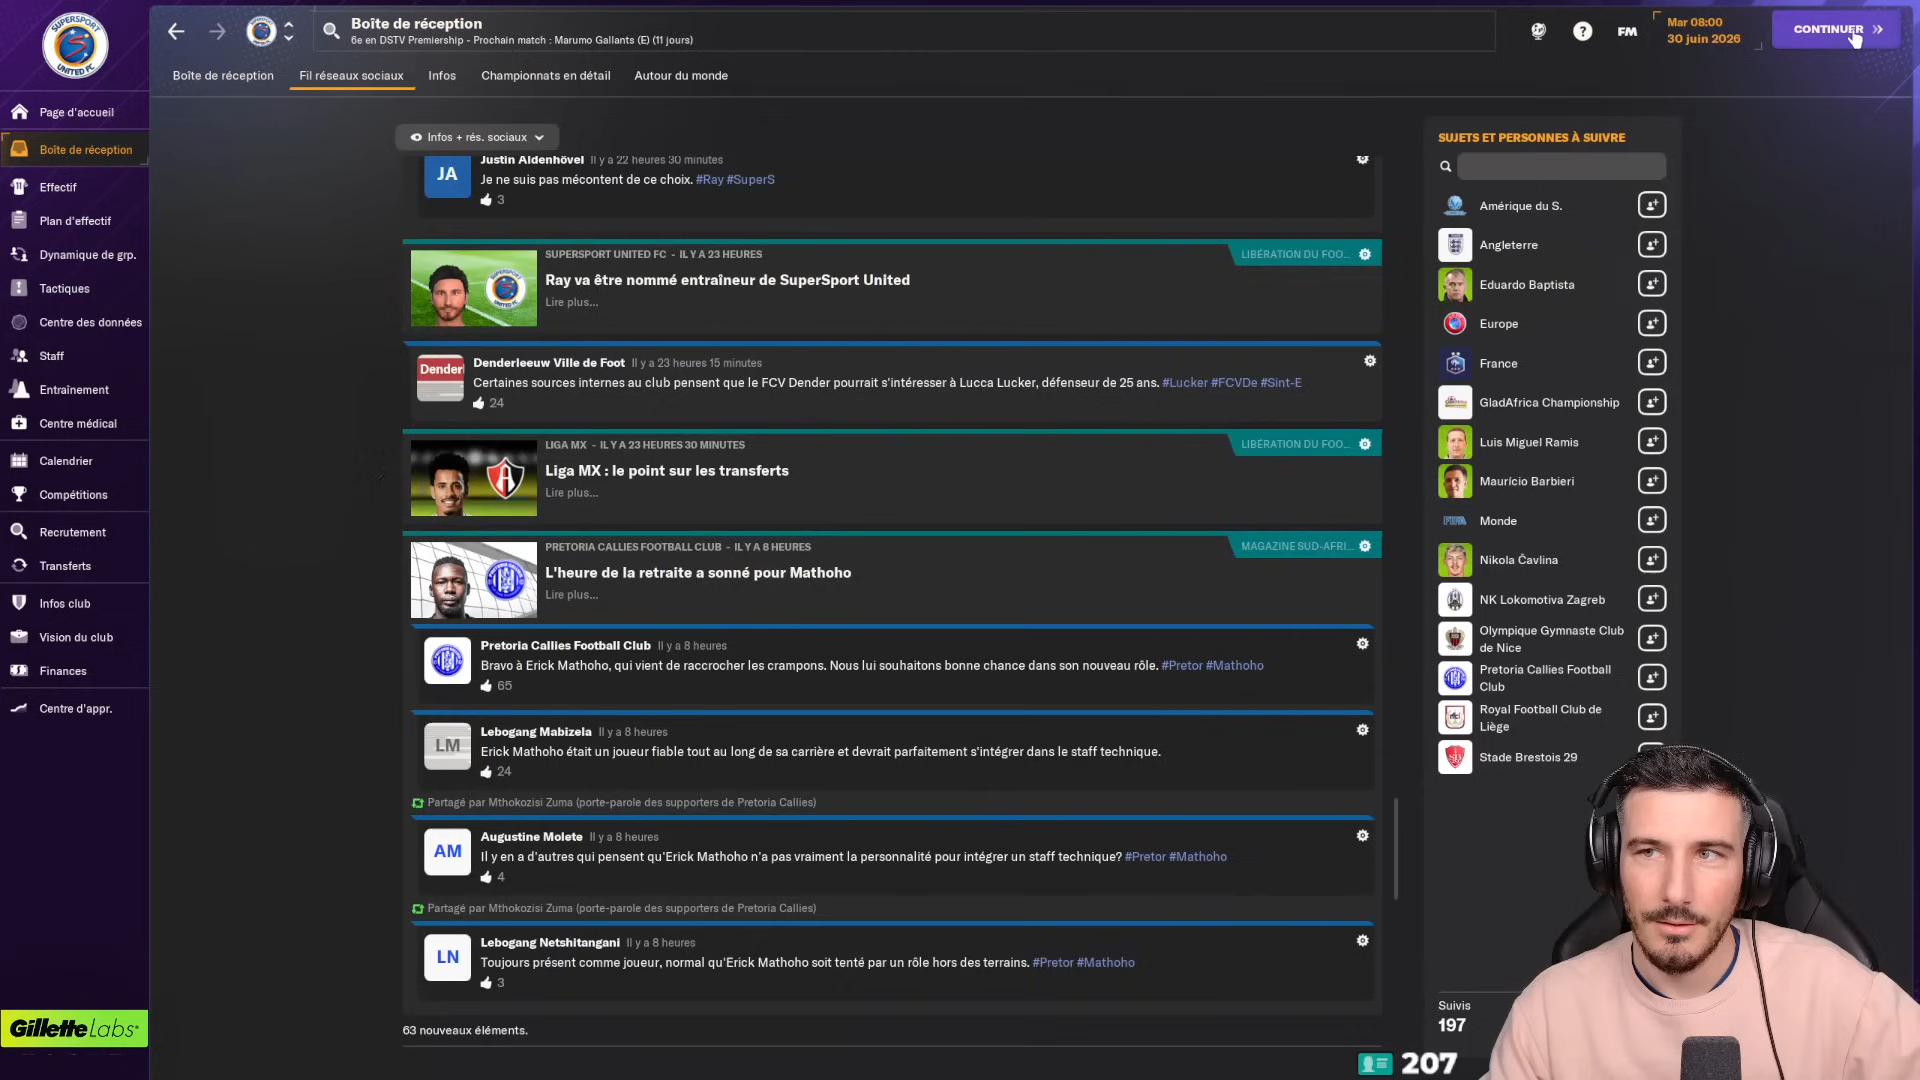 SUPERSPORT
UNITED FC
Boîte de réception
6e en DSTV Premiership - Prochain match : Marumo Gallants (E) (11 jours)
FM
Mar 08:00
30 juin 2026
CONTINUER
Boîte de réception
Fil réseaux sociaux
Infos
Championnats en détail
Autour du monde
Page d'accueil
Boîte de réception
Effectif
Plan d'effectif
Dynamique de grp.
Tactiques
Centre des données
Staff
Entraînement
Centre médical
Calendrier
Compétitions
Recrutement
Transferts
Infos club
Vision du club
Finances
Centre d'appr.
Gillette Labs
Infos + rés. sociaux
JA
Justin Aldenhövel Il y a 22 heures 30 minutes
Je ne suis pas mécontent de ce choix. #Ray #SuperS
3
SUPERSPORT UNITED FC - IL Y A 23 HEURES
LIBÉRATION DU FOO...
Ray va être nommé entraîneur de SuperSport United
Lire plus...
Dender
Denderleeuw Ville de Foot Il y a 23 heures 15 minutes
Certaines sources internes au club pensent que le FCV Dender pourrait s'intéresser à Lucca Lucker, défenseur de 25 ans. #Lucker #FCVDe #Sint-E
24
LIGA MX - IL Y A 23 HEURES 30 MINUTES
LIBÉRATION DU FOO...
Liga MX : le point sur les transferts
Lire plus...
PRETORIA CALLIES FOOTBALL CLUB - IL Y A 8 HEURES
MAGAZINE SUD-AFRI...
L'heure de la retraite a sonné pour Mathoho
Lire plus...
Pretoria Callies Football Club Il y a 8 heures
Bravo à Erick Mathoho, qui vient de raccrocher les crampons. Nous lui souhaitons bonne chance dans son nouveau rôle. #Pretor #Mathoho
65
LM
Lebogang Mabizela Il y a 8 heures
Erick Mathoho était un joueur fiable tout au long de sa carrière et devrait parfaitement s'intégrer dans le staff technique.
24
Partagé par Mthokozisi Zuma (porte-parole des supporters de Pretoria Callies)
AM
Augustine Molete Il y a 8 heures
Il y en a d'autres qui pensent qu'Erick Mathoho n'a pas vraiment la personnalité pour intégrer un staff technique? #Pretor #Mathoho
4
Partagé par Mthokozisi Zuma (porte-parole des supporters de Pretoria Callies)
LN
Lebogang Netshitangani Il y a 8 heures
Toujours présent comme joueur, normal qu'Erick Mathoho soit tenté par un rôle hors des terrains. #Pretor #Mathoho
3
63 nouveaux éléments.
SUJETS ET PERSONNES À SUIVRE
Amérique du S.
Angleterre
Eduardo Baptista
Europe
France
GladAfrica Championship
Luis Miguel Ramis
Maurício Barbieri
FIFA
Monde
Nikola Čavlina
NK Lokomotiva Zagreb
Olympique Gymnaste Club
de Nice
Pretoria Callies Football
Club
Royal Football Club de
Liège
Stade Brestois 29
Suivis
197
207